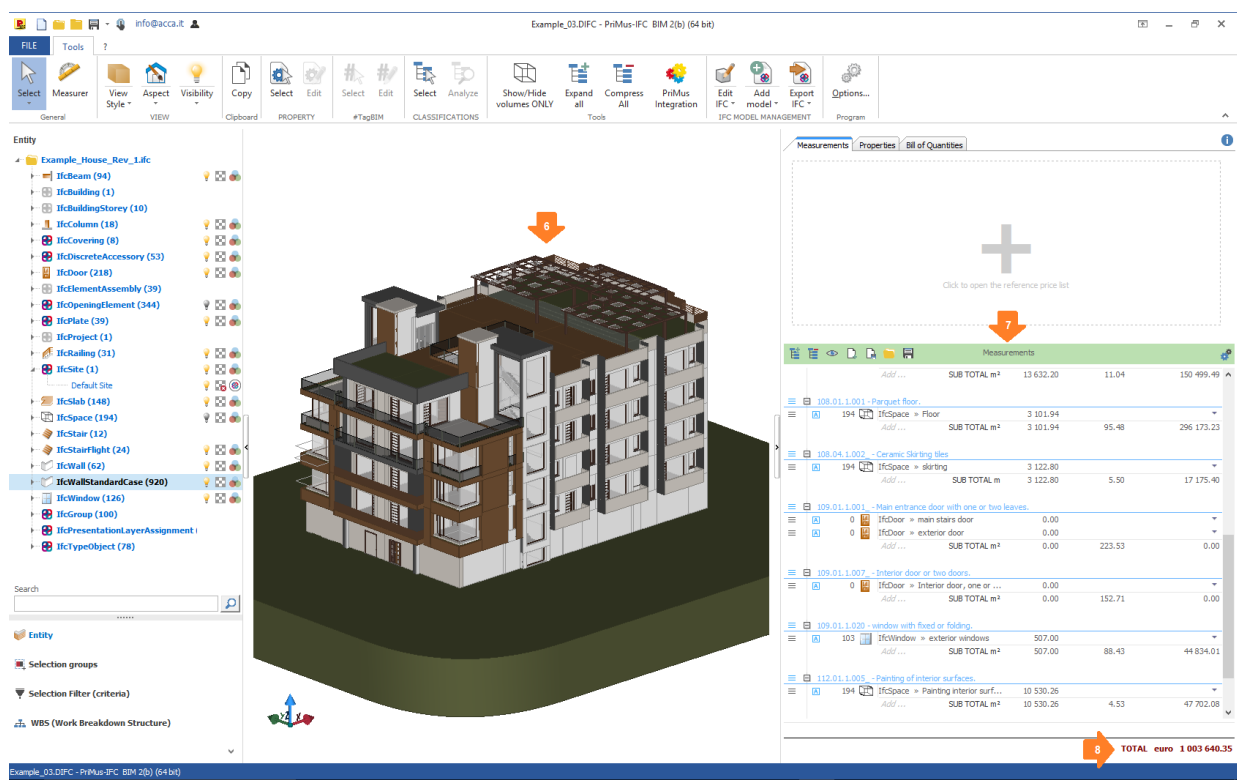 info@acca.it
Example_03.DIFC - PriMus-IFC BIM 2(b) (64 bit)
FILE Tools ?
Select Measurer View Style Aspect Visibility Copy Select Edit Select Edit Select Analyze Show/Hide volumes ONLY Expand all Compress All PriMus Integration Edit IFC Add model Export IFC Options...
General VIEW Clipboard PROPERTY #TagBIM CLASSIFICATIONS Tools IFC MODEL MANAGEMENT Program
Entity
Example_House_Rev_1.ifc
IfcBeam (94)
IfcBuilding (1)
IfcBuildingStorey (10)
IfcColumn (18)
IfcCovering (8)
IfcDiscreteAccessory (53)
IfcDoor (218)
IfcElementAssembly (39)
IfcOpeningElement (344)
IfcPlate (39)
IfcProject (1)
IfcRailing (31)
IfcSite (1)
Default Site
IfcSlab (148)
IfcSpace (194)
IfcStair (12)
IfcStairFlight (24)
IfcWall (62)
IfcWallStandardCase (920)
IfcWindow (126)
IfcGroup (100)
IfcPresentationLayerAssignment (
IfcTypeObject (78)
Search
Entity
Selection groups
Selection Filter (criteria)
WBS (Work Breakdown Structure)
6
Z Y X
Measurements Properties Bill of Quantities
Click to open the reference price list
7
Measurements
Add ... SUB TOTAL m² 13 632.20 11.04 150 499.49
108.01.1.001 - Parquet floor.
A 194 IfcSpace » Floor 3 101.94
Add ... SUB TOTAL m² 3 101.94 95.48 296 173.23
108.04.1.002_ - Ceramic Skirting tiles
A 194 IfcSpace » skirting 3 122.80
Add ... SUB TOTAL m 3 122.80 5.50 17 175.40
109.01.1.001_ - Main entrance door with one or two leaves.
A 0 IfcDoor » main stairs door 0.00
A 0 IfcDoor » exterior door 0.00
Add ... SUB TOTAL m² 0.00 223.53 0.00
109.01.1.007_ - Interior door or two doors.
A 0 IfcDoor » Interior door, one or ... 0.00
Add ... SUB TOTAL m² 0.00 152.71 0.00
109.01.1.020 - window with fixed or folding.
A 103 IfcWindow » exterior windows 507.00
Add ... SUB TOTAL m² 507.00 88.43 44 834.01
112.01.1.005_ - Painting of interior surfaces.
A 194 IfcSpace » Painting interior surf... 10 530.26
Add ... SUB TOTAL m² 10 530.26 4.53 47 702.08
8 TOTAL euro 1 003 640.35
Example_03.DIFC - PriMus-IFC BIM 2(b) (64 bit)